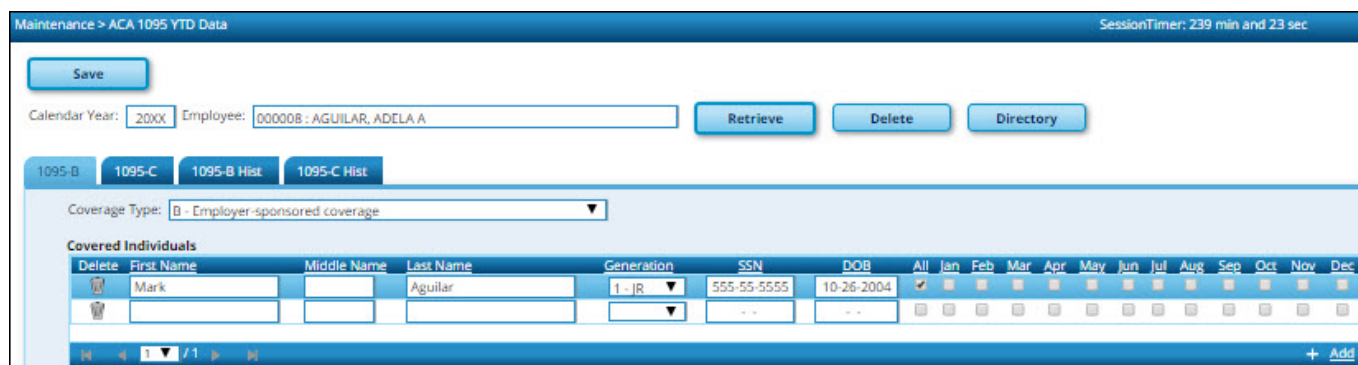 Maintenance > ACA 1095 YTD Data SessionTimer: 239 min and 23 sec
Save
Calendar Year: 20XX Employee: 000008 : AGUILAR, ADELA A Retrieve Delete Directory
1095-B 1095-C 1095-B Hist 1095-C Hist
Coverage Type: B - Employer-sponsored coverage
Covered Individuals
Delete First Name Middle Name Last Name Generation SSN DOB All Jan Feb Mar Apr May Jun Jul Aug Sep Oct Nov Dec
Mark Aguilar 1 - JR 555-55-5555 10-26-2004
- - - -
1 / 1 + Add